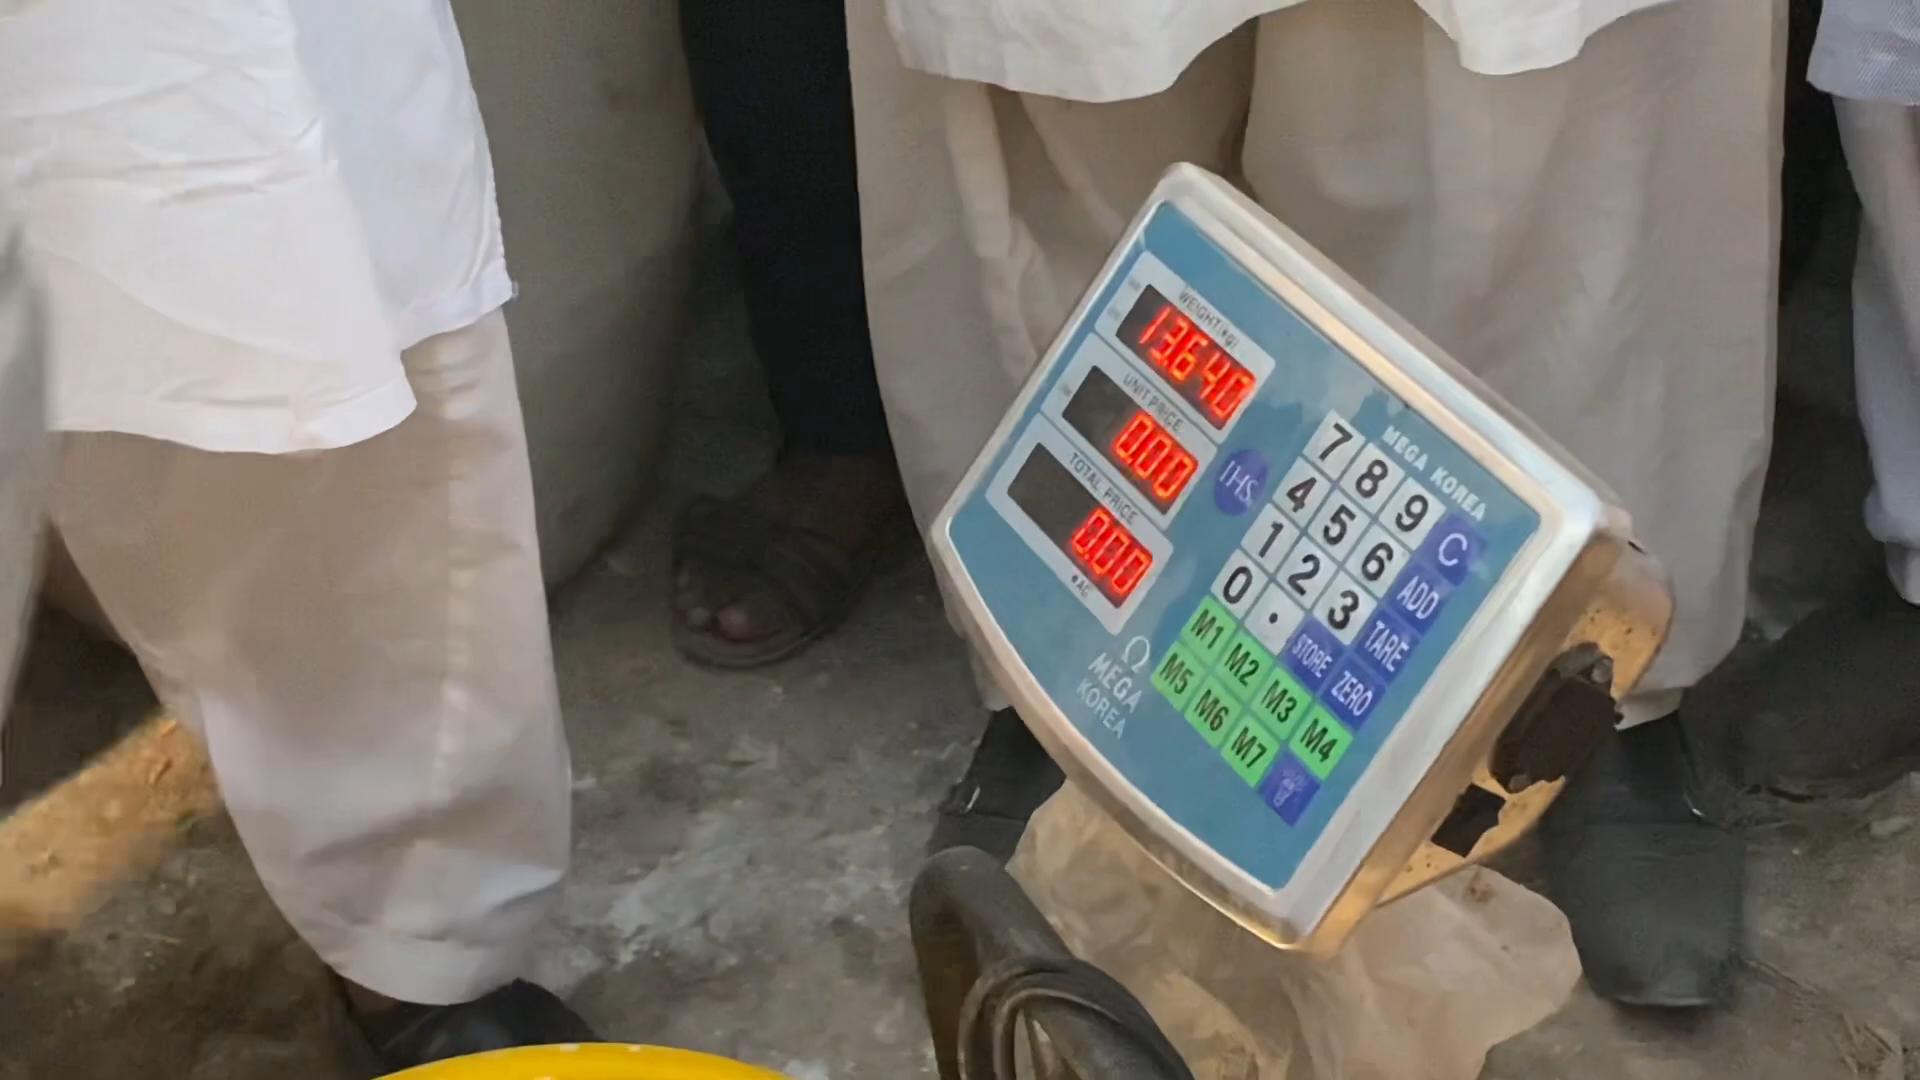 WEIGHT(kg)
13.640
UNIT PRICE
0.00
TOTAL PRICE
0.00
IHS
MEGA KOREA
7 8 9 C
4 5 6 ADD
1 2 3 TARE
0 . STORE ZERO
M1 M2 M3 M4
M5 M6 M7
MEGA
KOREA